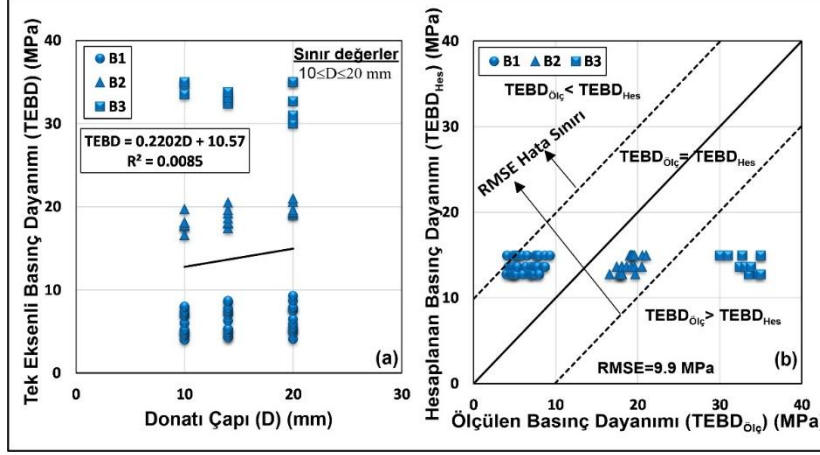 Tek Eksenli Basınç Dayanımı (TEBD) (MPa)
40
30
20
10
0
B1
B2
B3
Sınır değerler
10≤D≤20 mm
TEBD = 0.2202D + 10.57
R² = 0.0085
(a)
0
10
20
30
Donatı Çapı (D) (mm)
Hesaplanan Basınç Dayanımı (TEBD_Hes) (MPa)
40
30
20
10
0
B1 B2 B3
TEBD_Ölç < TEBD_Hes
RMSE Hata Sınırı
TEBD_Ölç = TEBD_Hes
TEBD_Ölç > TEBD_Hes
RMSE=9.9 MPa
(b)
0
10
20
30
40
Ölçülen Basınç Dayanımı (TEBD_Ölç) (MPa)